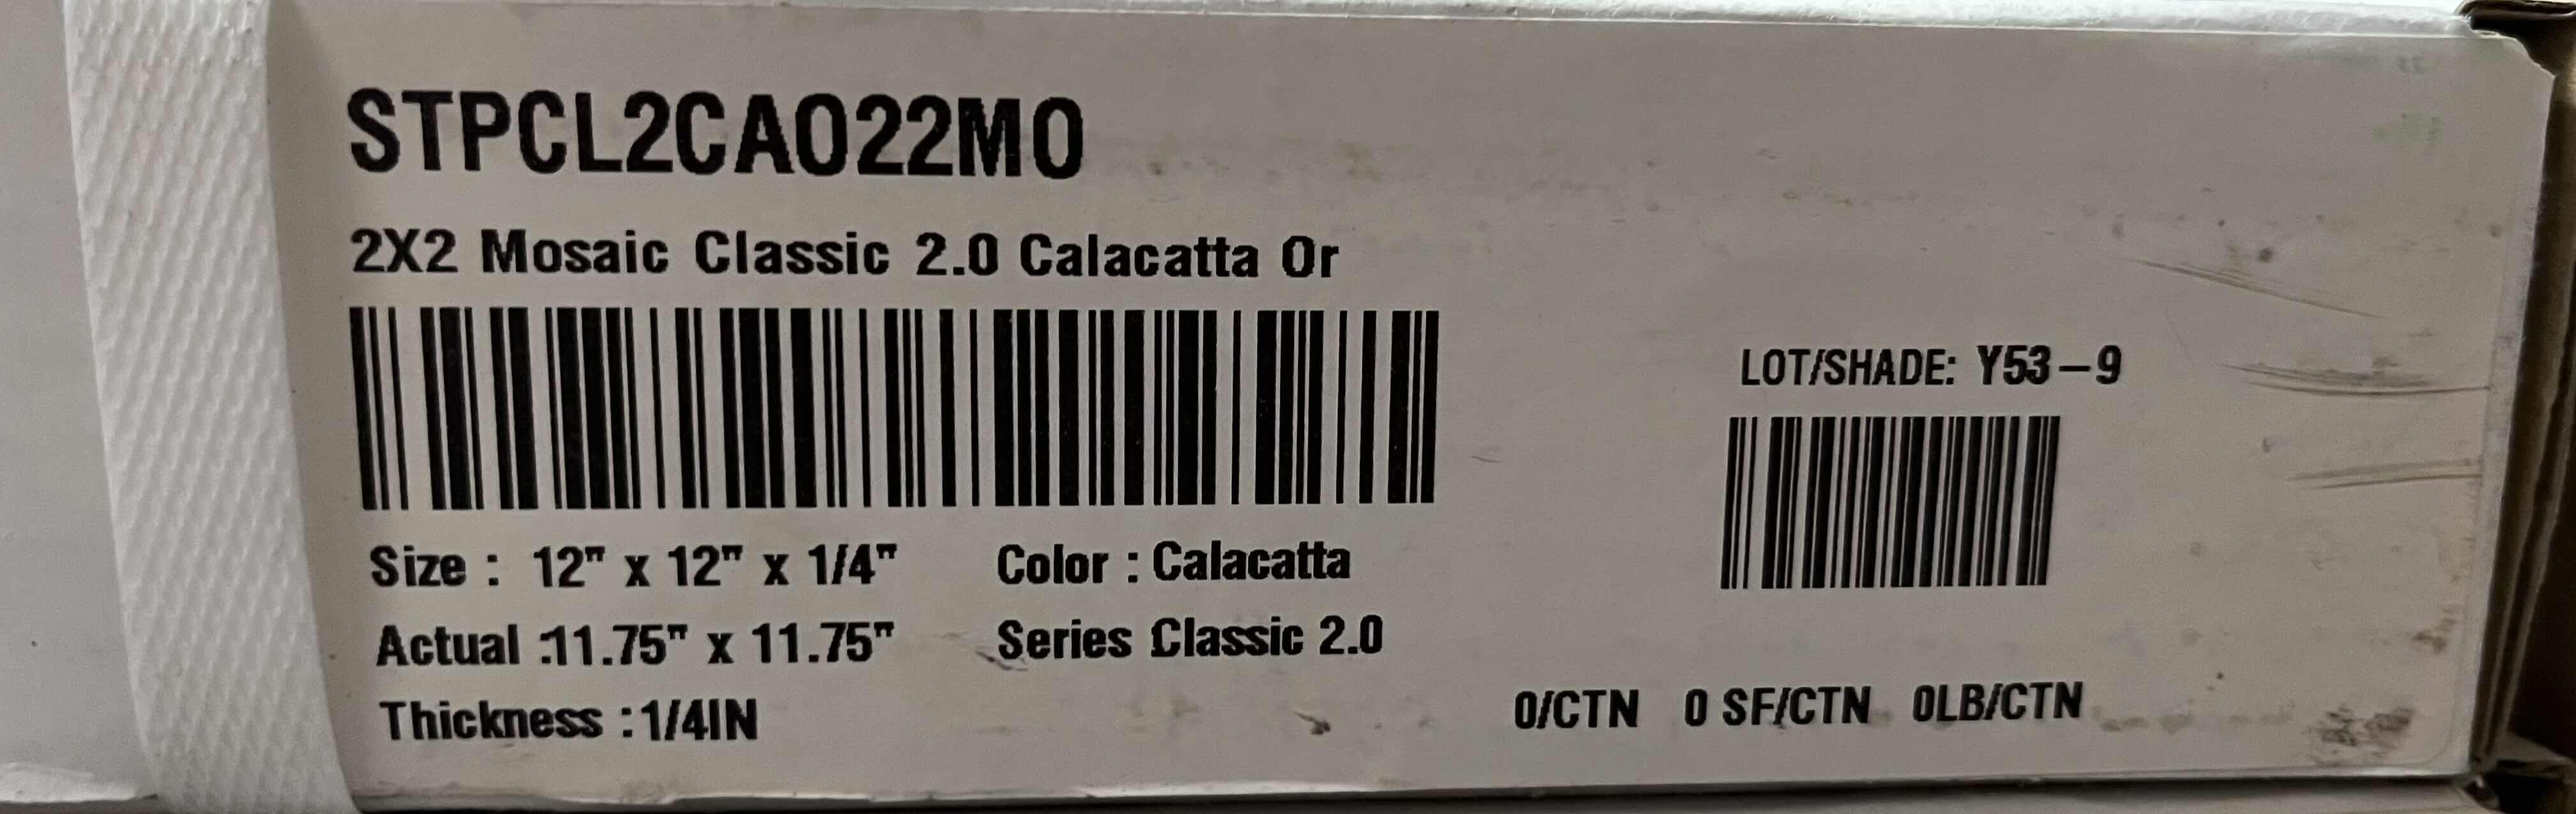 STPCL2CAO22MO
2X2 Mosaic Classic 2.0 Calacatta Or
LOT/SHADE: Y53-9
Size : 12" x 12" x 1/4" Color : Calacatta
Actual :11.75" x 11.75" Series Classic 2.0
Thickness :1/4IN
0/CTN 0 SF/CTN 0LB/CTN